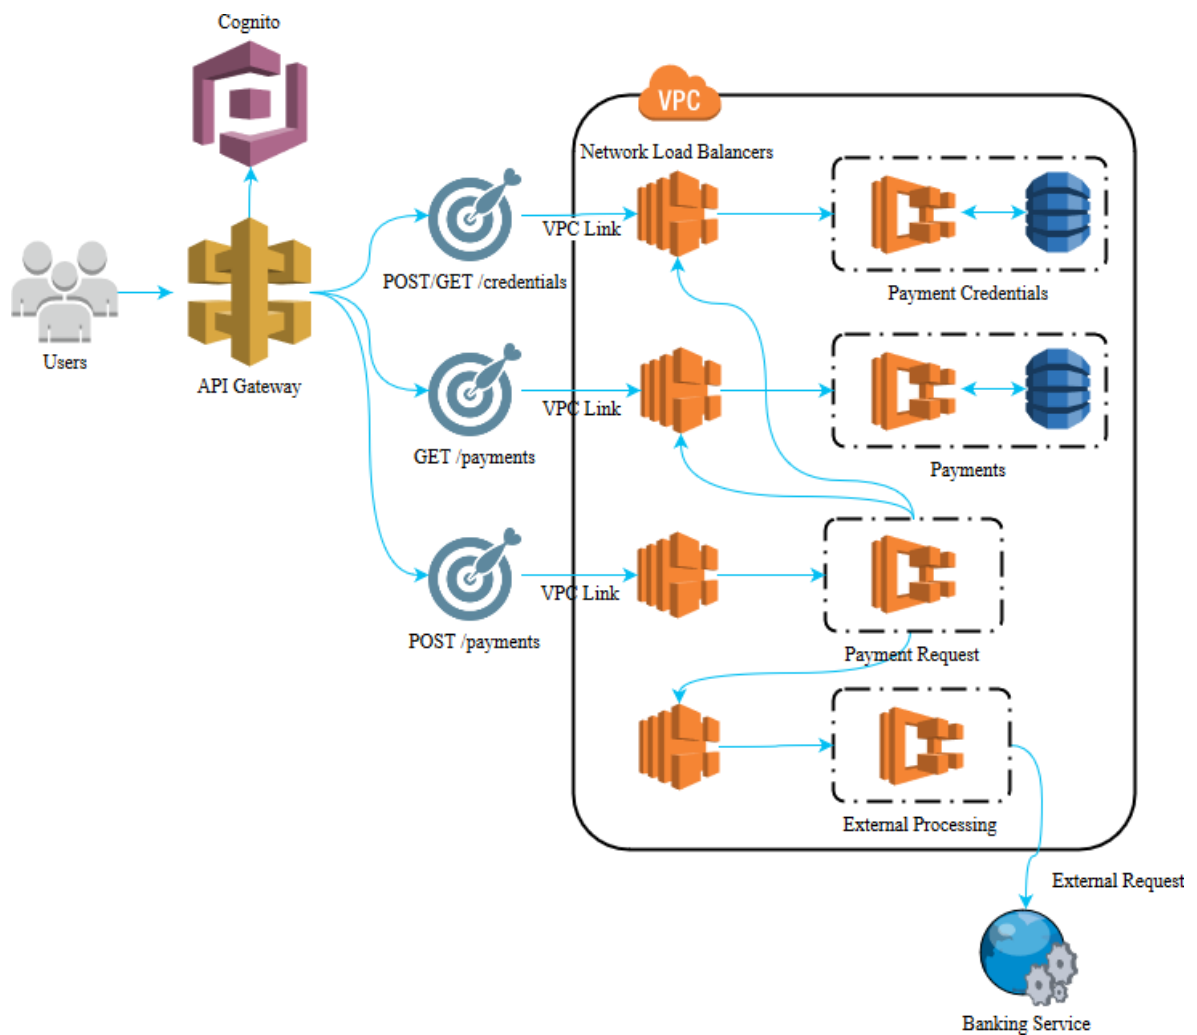 Cognito
VPC
Network Load Balancers
VPC Link
POST/GET /credentials
Payment Credentials
Users
API Gateway
VPC Link
GET /payments
Payments
VPC Link
POST /payments
Payment Request
External Processing
External Request
Banking Service